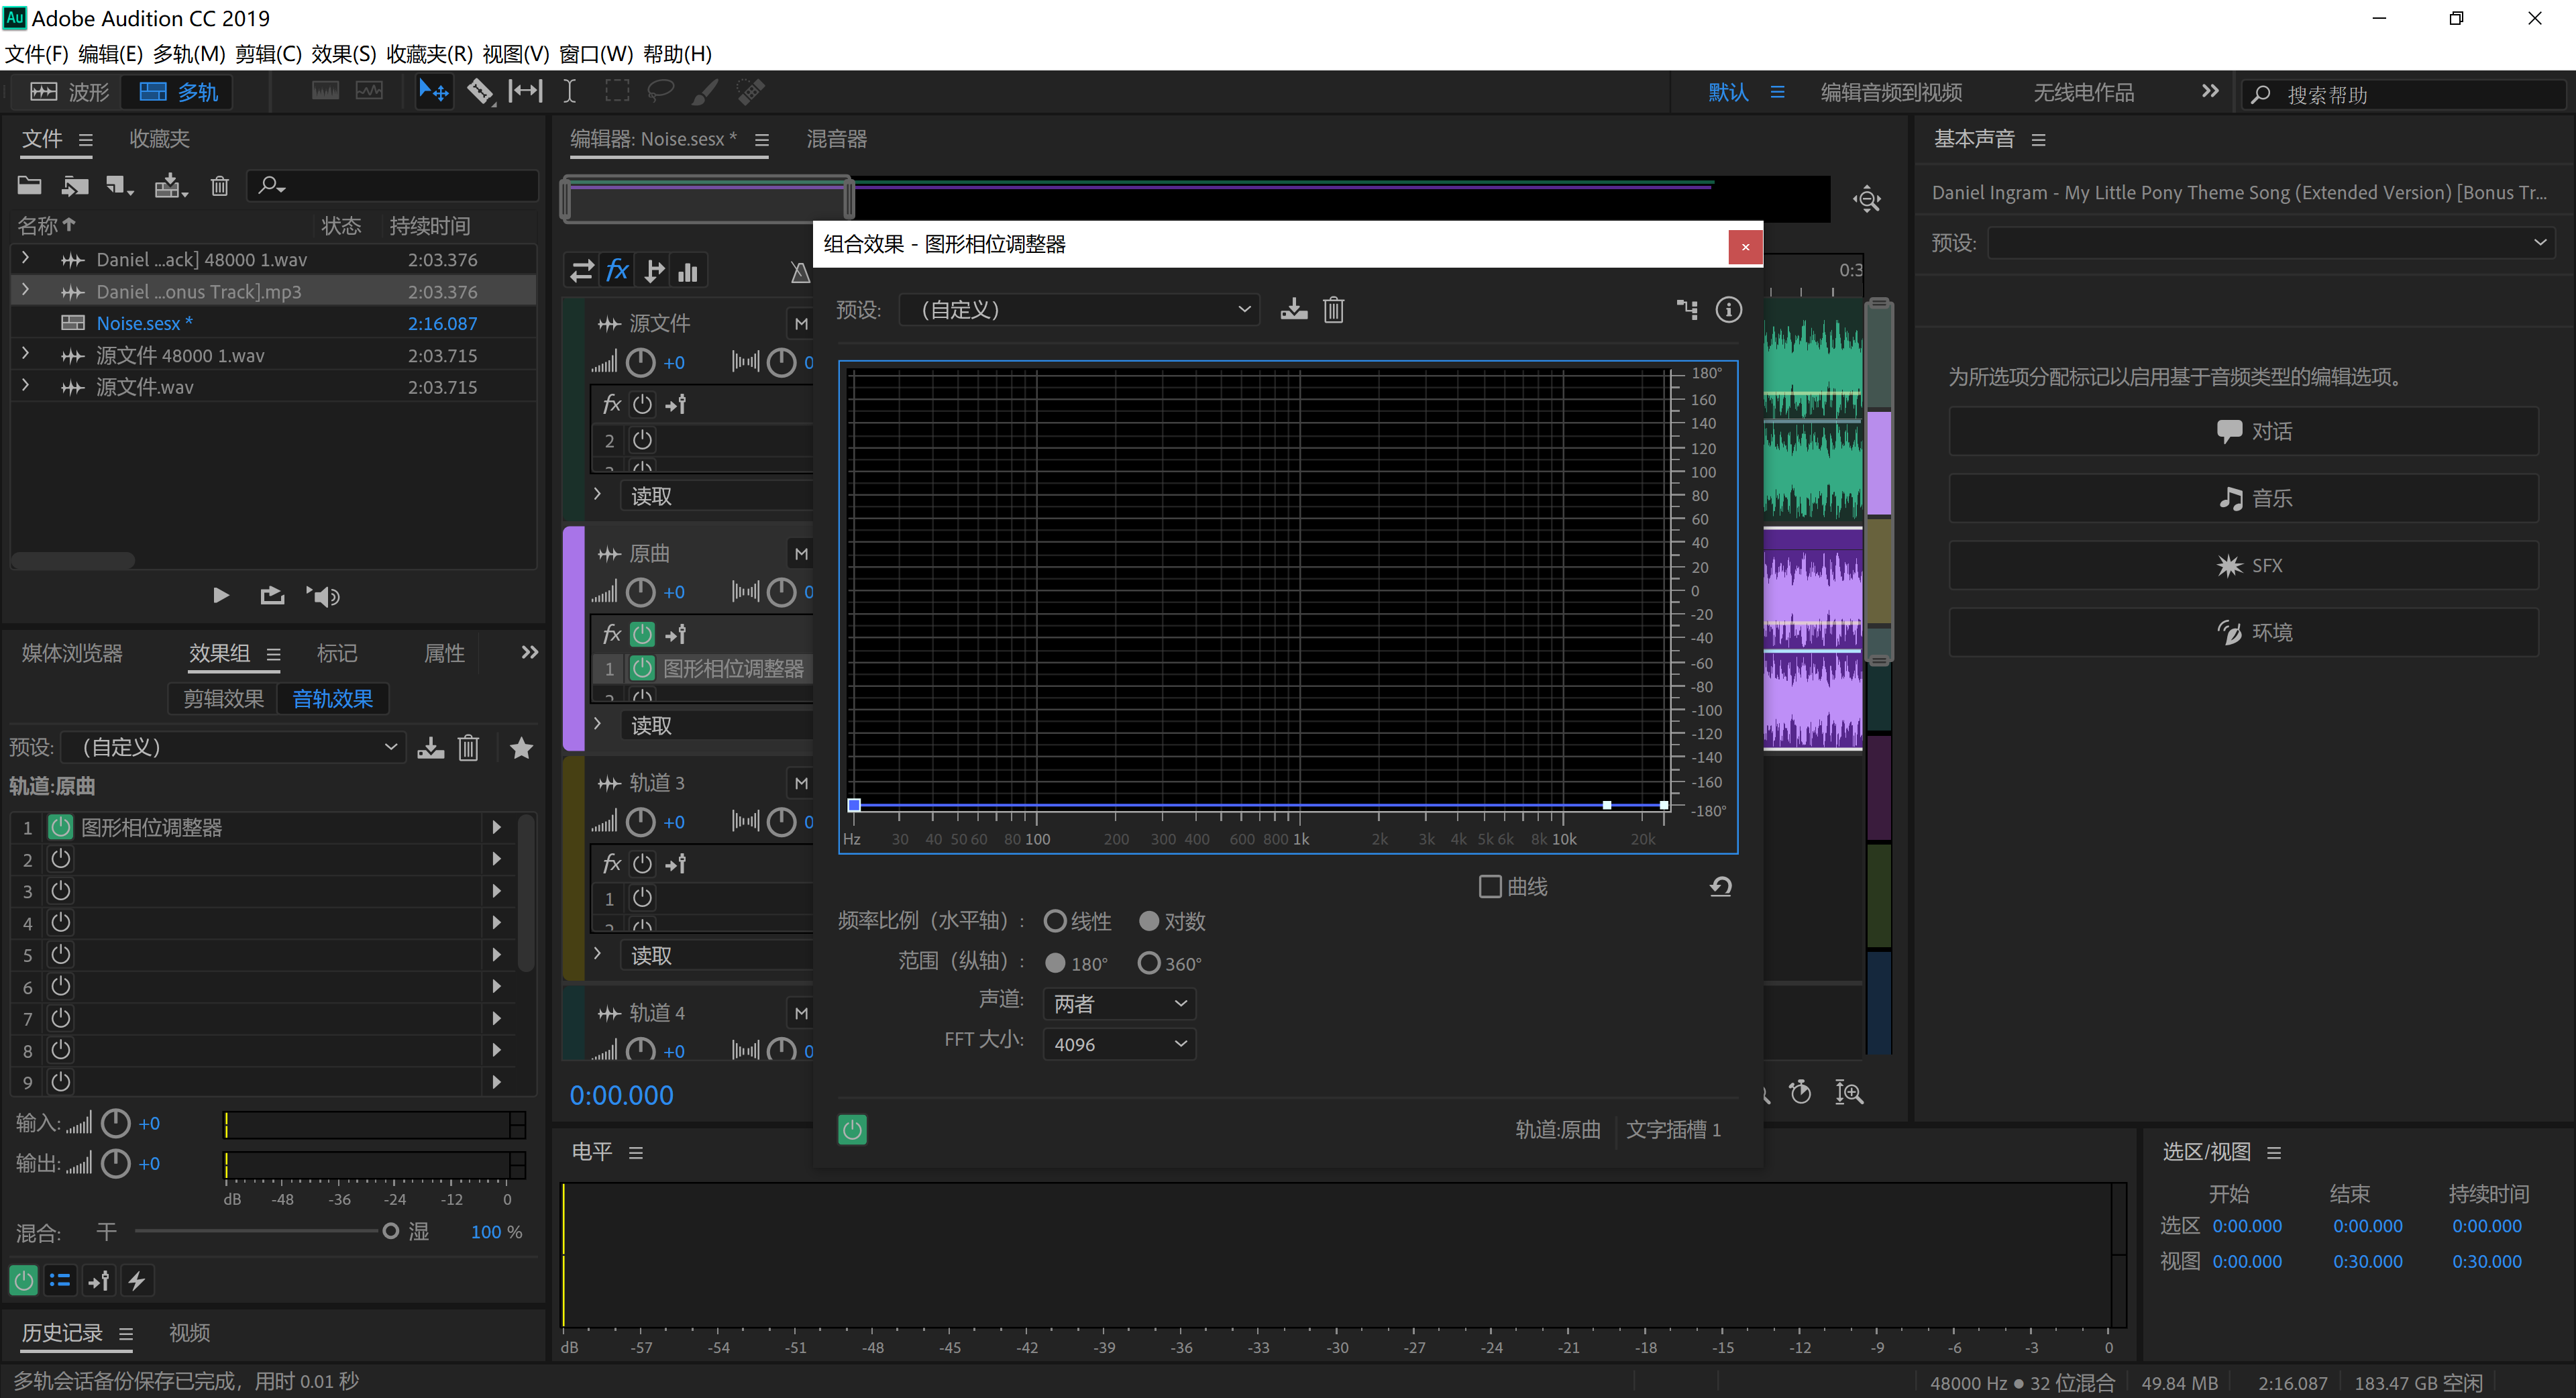 Au Adobe Audition CC 2019
文件(F) 编辑(E) 多轨(M) 剪辑(C) 效果(S) 收藏夹(R) 视图(V) 窗口(W) 帮助(H)
波形 多轨 默认 编辑音频到视频 无线电作品 搜索帮助
文件 收藏夹
名称 状态 持续时间
Daniel ...ack] 48000 1.wav 2:03.376
Daniel ...onus Track].mp3 2:03.376
Noise.sesx * 2:16.087
源文件 48000 1.wav 2:03.715
源文件.wav 2:03.715
媒体浏览器 效果组 标记 属性
剪辑效果 音轨效果
预设: （自定义）
轨道:原曲
1 图形相位调整器
2
3
4
5
6
7
8
9
输入: +0
输出: +0
dB -48 -36 -24 -12 0
混合: 干 湿 100 %
历史记录 视频
多轨会话备份保存已完成，用时 0.01 秒
编辑器: Noise.sesx * 混音器
fx
0:3
源文件 M
+0 0
fx
2
读取
原曲 M
+0 0
fx
1 图形相位调整器
读取
轨道 3 M
+0 0
fx
1
读取
轨道 4 M
+0 0
0:00.000
组合效果 - 图形相位调整器
预设: （自定义）
180°
160
140
120
100
80
60
40
20
0
-20
-40
-60
-80
-100
-120
-140
-160
-180°
Hz 30 40 50 60 80 100 200 300 400 600 800 1k 2k 3k 4k 5k 6k 8k 10k 20k
曲线
频率比例（水平轴）: 线性 对数
范围（纵轴）: 180° 360°
声道: 两者
FFT 大小: 4096
轨道:原曲 文字插槽 1
电平
dB -57 -54 -51 -48 -45 -42 -39 -36 -33 -30 -27 -24 -21 -18 -15 -12 -9 -6 -3 0
基本声音
Daniel Ingram - My Little Pony Theme Song (Extended Version) [Bonus Tr...
预设:
为所选项分配标记以启用基于音频类型的编辑选项。
对话
音乐
SFX
环境
选区/视图
开始 结束 持续时间
选区 0:00.000 0:00.000 0:00.000
视图 0:00.000 0:30.000 0:30.000
48000 Hz ● 32 位混合 49.84 MB 2:16.087 183.47 GB 空闲